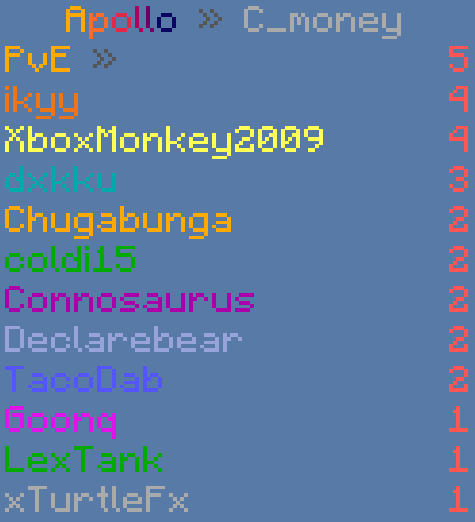 Apollo » C_money
PvE » 5
ikyy 4
XboxMonkey2009 4
dxkku 3
Chugabunga 2
coldi15 2
Connosaurus 2
Declarebear 2
TacoDab 2
Goonq 1
LexTank 1
xTurtleFx 1